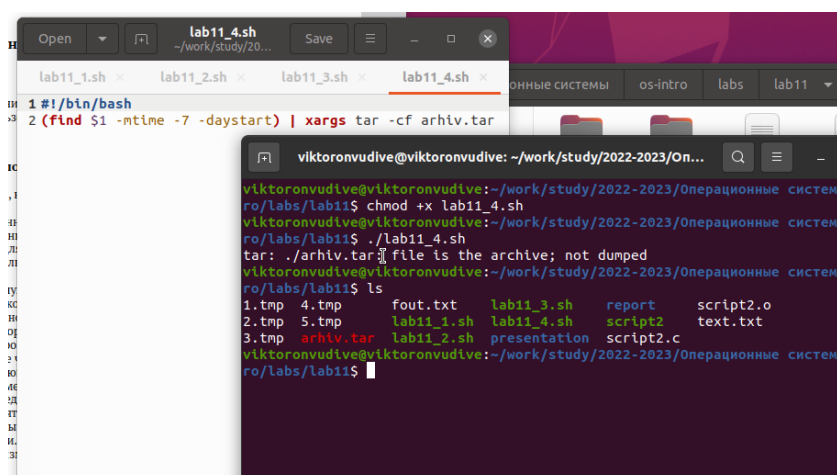 Open
lab11_4.sh
~/work/study/20...
Save
lab11_1.sh ×
lab11_2.sh ×
lab11_3.sh ×
lab11_4.sh ×
1 #!/bin/bash
2 (find $1 -mtime -7 -daystart) | xargs tar -cf arhiv.tar
онные системы
os-intro
labs
lab11
viktoronvudive@viktoronvudive: ~/work/study/2022-2023/Оп...
viktoronvudive@viktoronvudive:~/work/study/2022-2023/Операционные систем
ro/labs/lab11$ chmod +x lab11_4.sh
viktoronvudive@viktoronvudive:~/work/study/2022-2023/Операционные систем
ro/labs/lab11$ ./lab11_4.sh
tar: ./arhiv.tar: file is the archive; not dumped
viktoronvudive@viktoronvudive:~/work/study/2022-2023/Операционные систем
ro/labs/lab11$ ls
1.tmp 4.tmp fout.txt lab11_3.sh report script2.o
2.tmp 5.tmp lab11_1.sh lab11_4.sh script2 text.txt
3.tmp arhiv.tar lab11_2.sh presentation script2.c
viktoronvudive@viktoronvudive:~/work/study/2022-2023/Операционные систем
ro/labs/lab11$